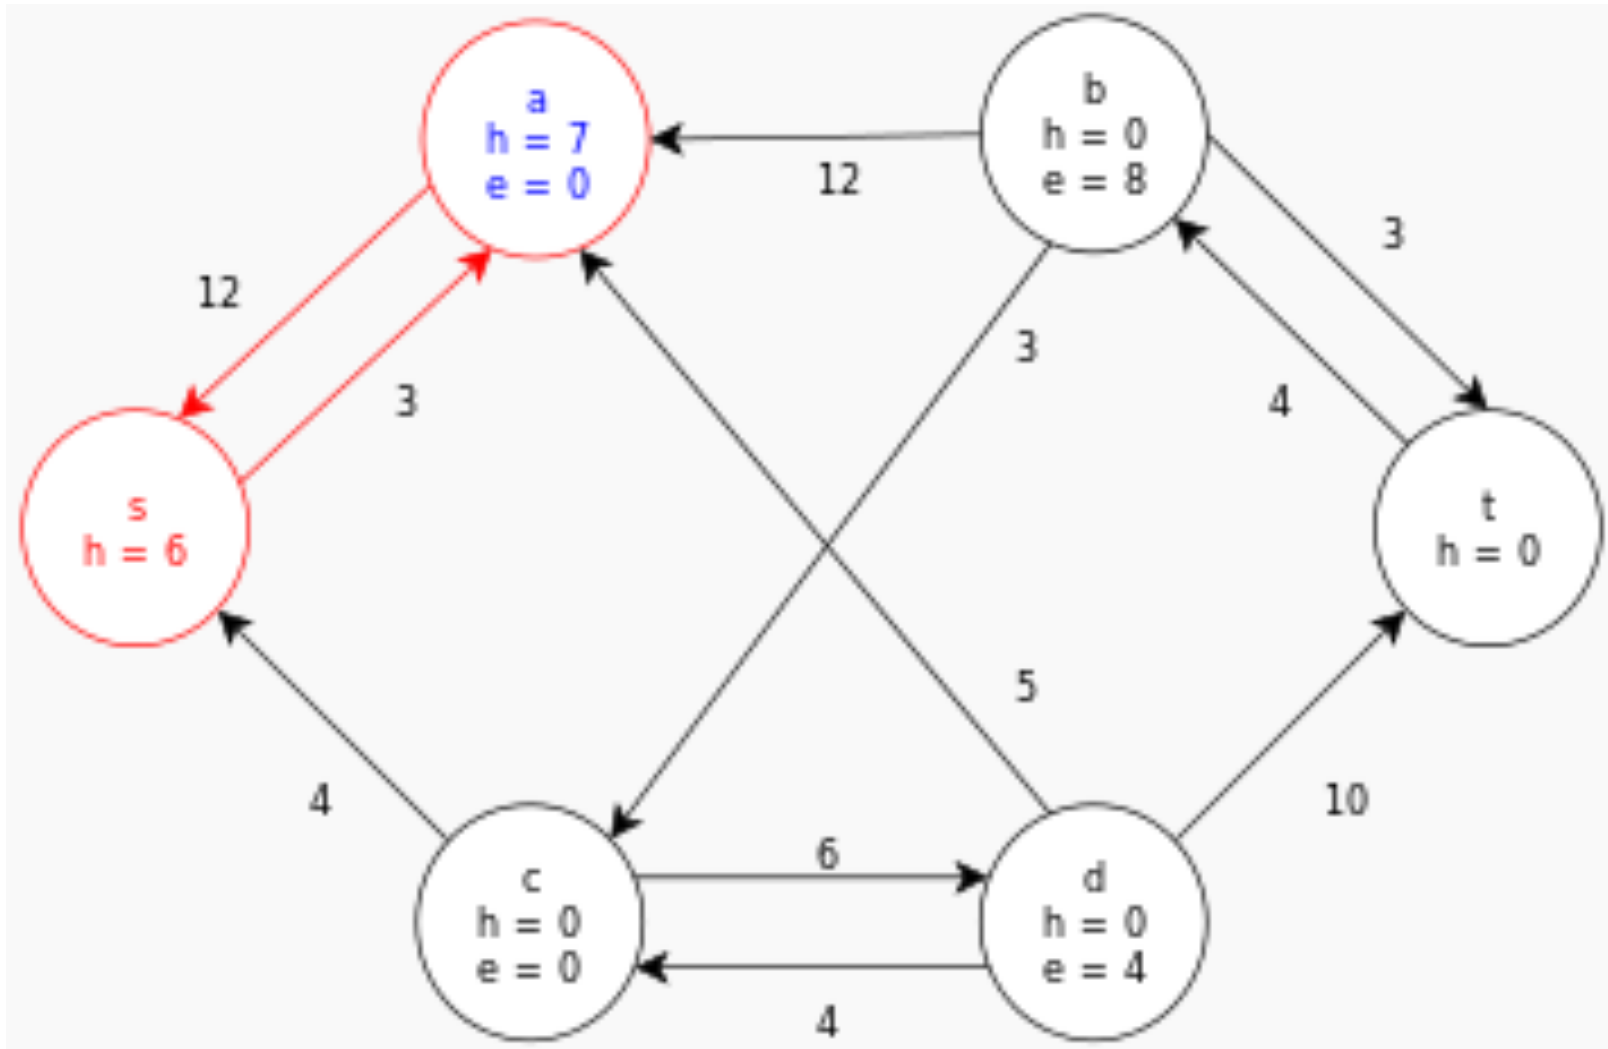 a
h = 7
e = 0
b
h = 0
e = 8
12
3
12
3
3
4
s
h = 6
t
h = 0
5
4
10
6
c
h = 0
e = 0
d
h = 0
e = 4
4